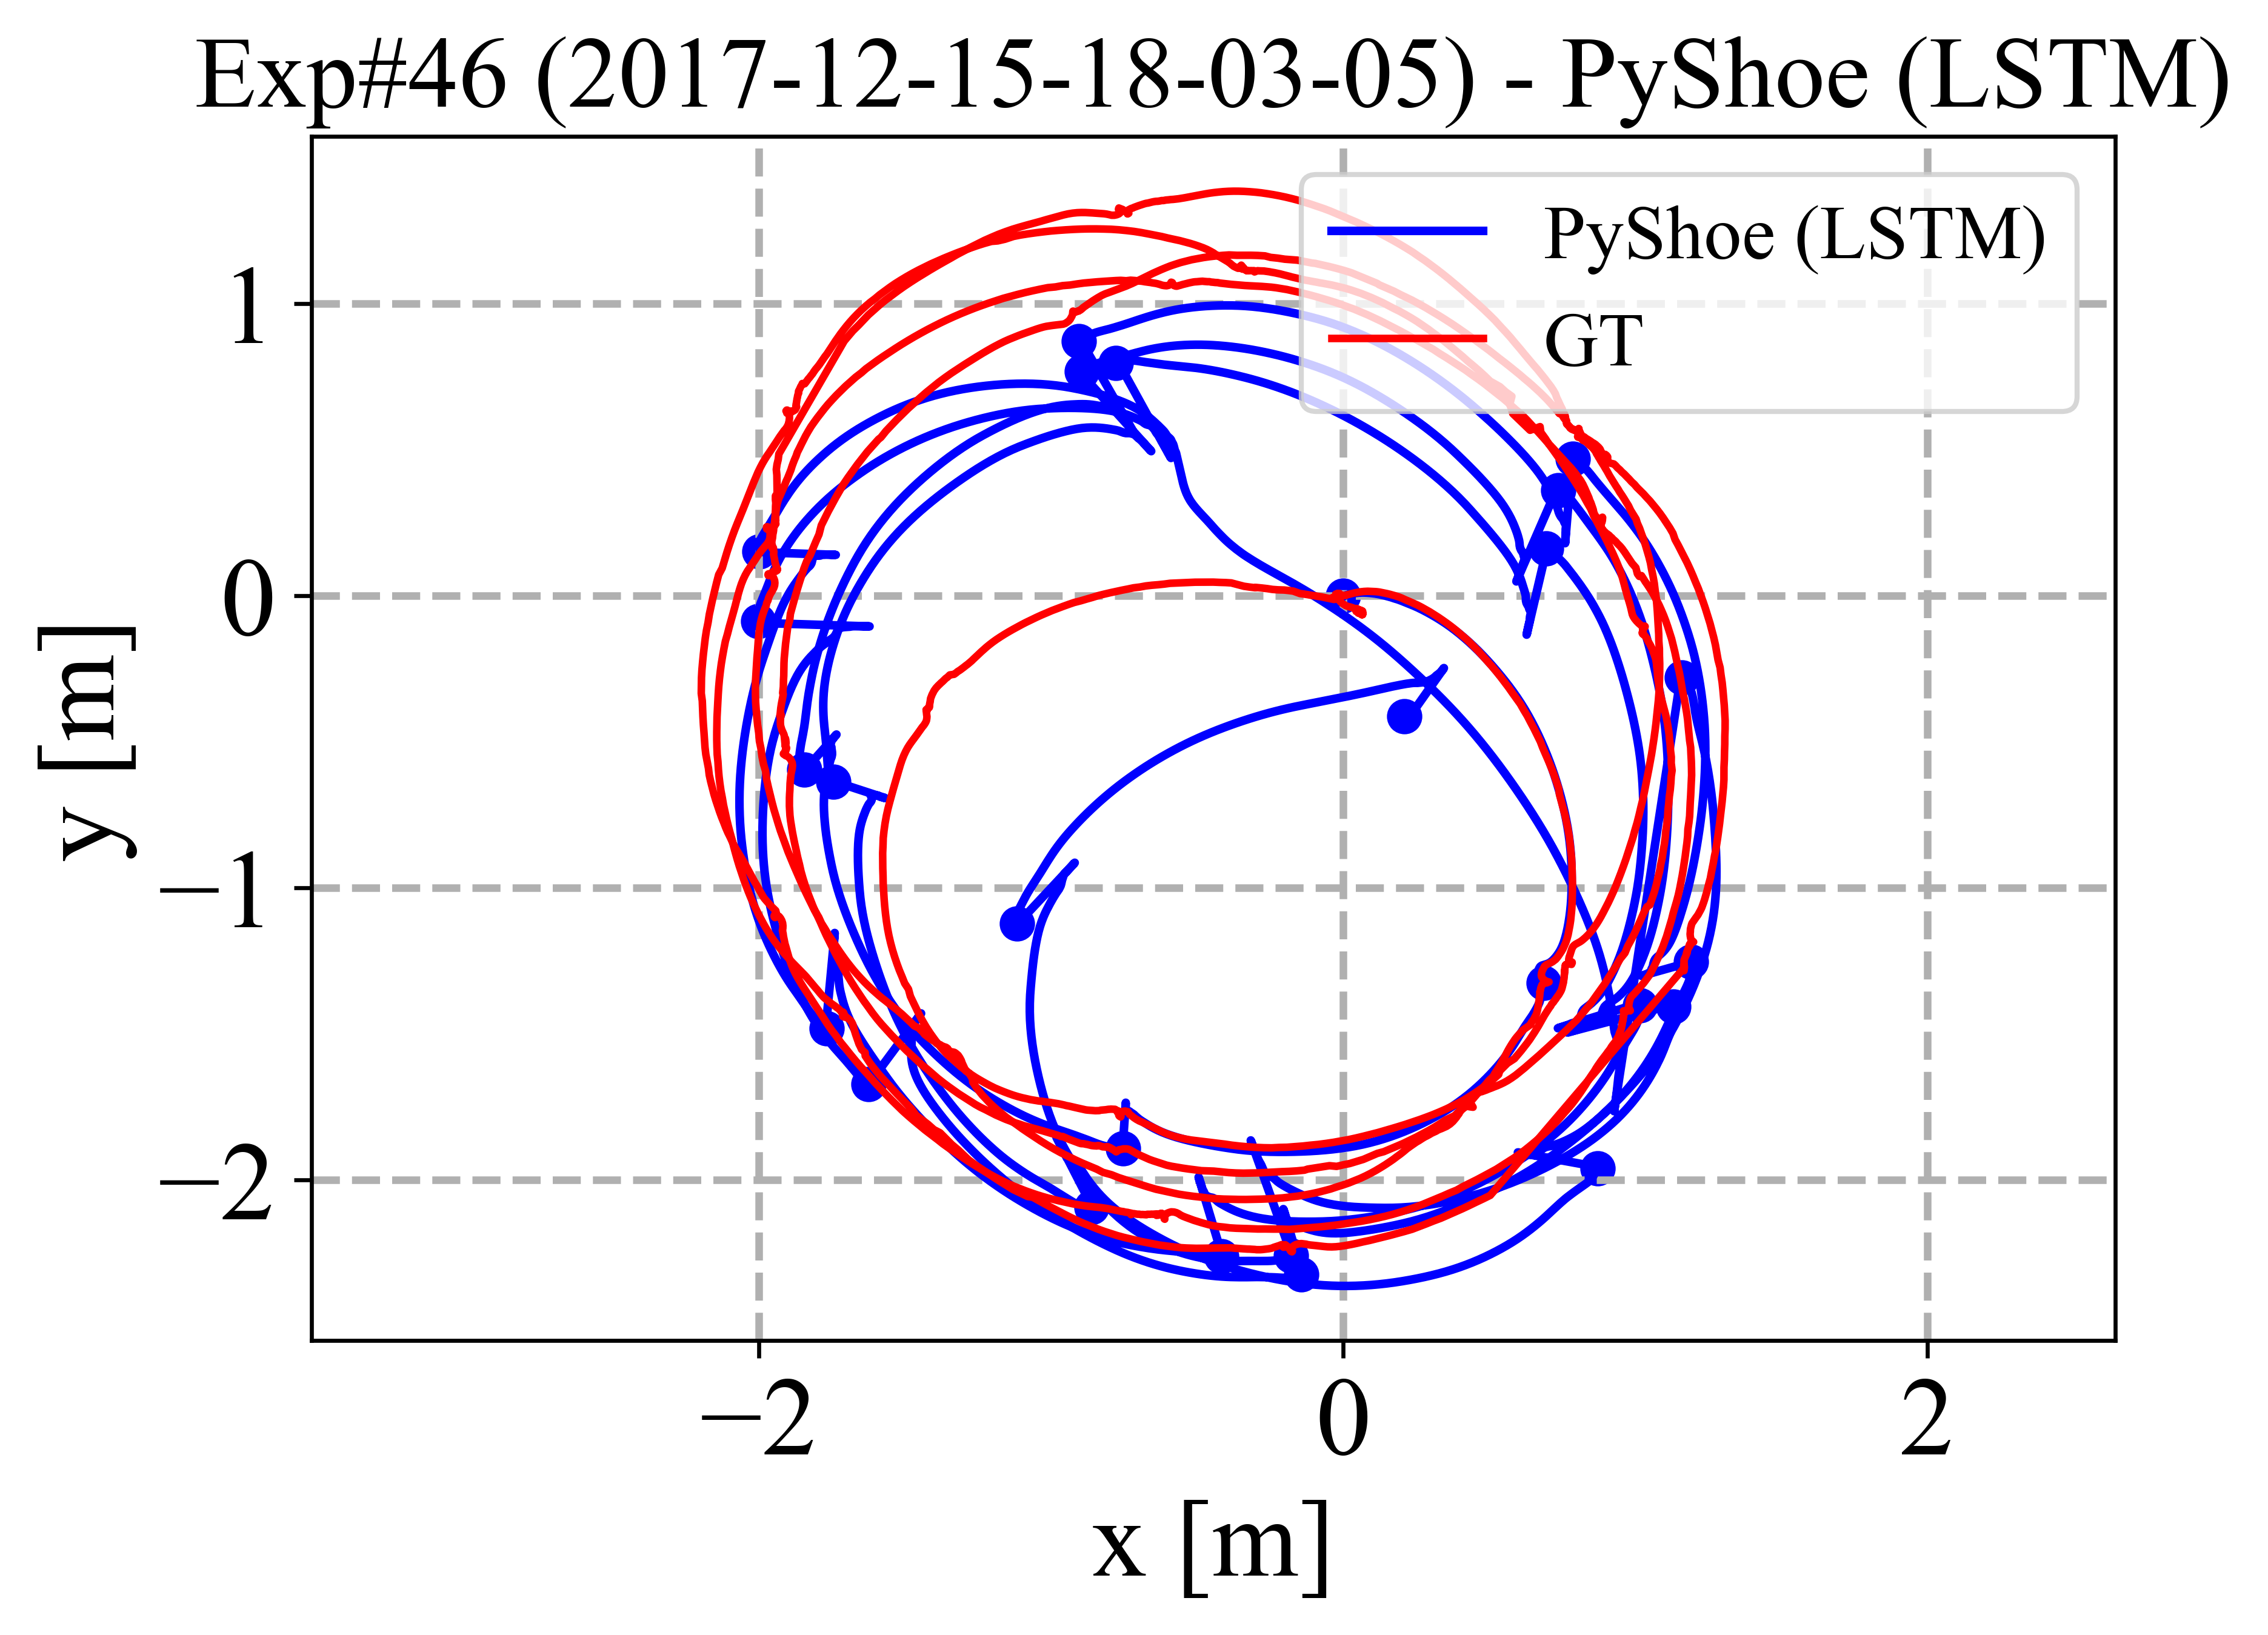 Exp#46 (2017-12-15-18-03-05) - PyShoe (LSTM)
PyShoe (LSTM)
GT
1
0
−1
−2
y [m]
−2 0 2
x [m]